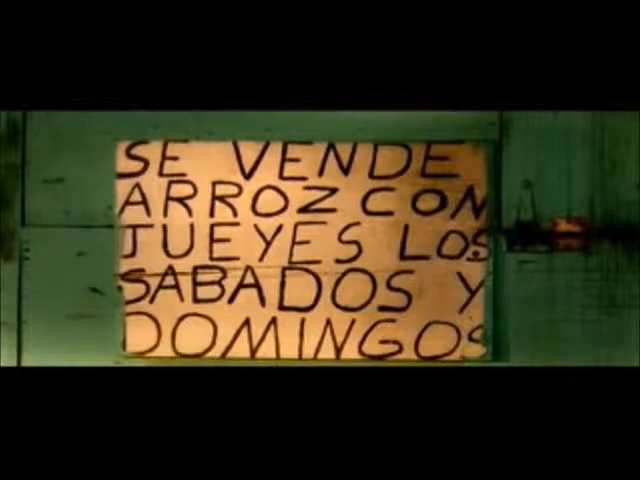 SE VENDE
ARROZ CON
JUEYES LOS
SABADOS Y
DOMINGOS